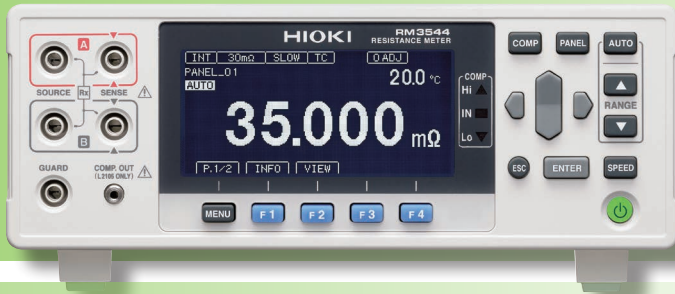 HIOKI
RM3544
RESISTANCE METER
A
SOURCE Rx SENSE
B
GUARD
COMP. OUT
(L2105 ONLY)
INT 30mΩ SLOW TC 0 ADJ
PANEL_01
AUTO
20.0 °C
35.000 mΩ
P.1/2 INFO VIEW
COMP
Hi
IN
Lo
MENU F1 F2 F3 F4
COMP PANEL AUTO
RANGE
ESC ENTER SPEED